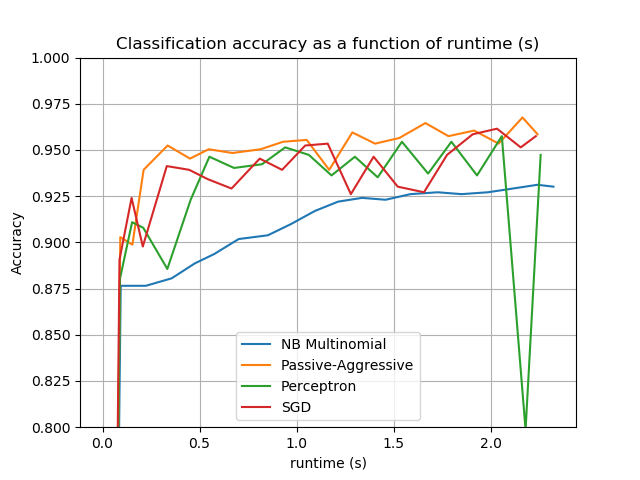 Classification accuracy as a function of runtime (s)
1.000
0.975
0.950
0.925
0.900
0.875
0.850
0.825
0.800
Accuracy
NB Multinomial
Passive-Aggressive
Perceptron
SGD
0.0 0.5 1.0 1.5 2.0
runtime (s)